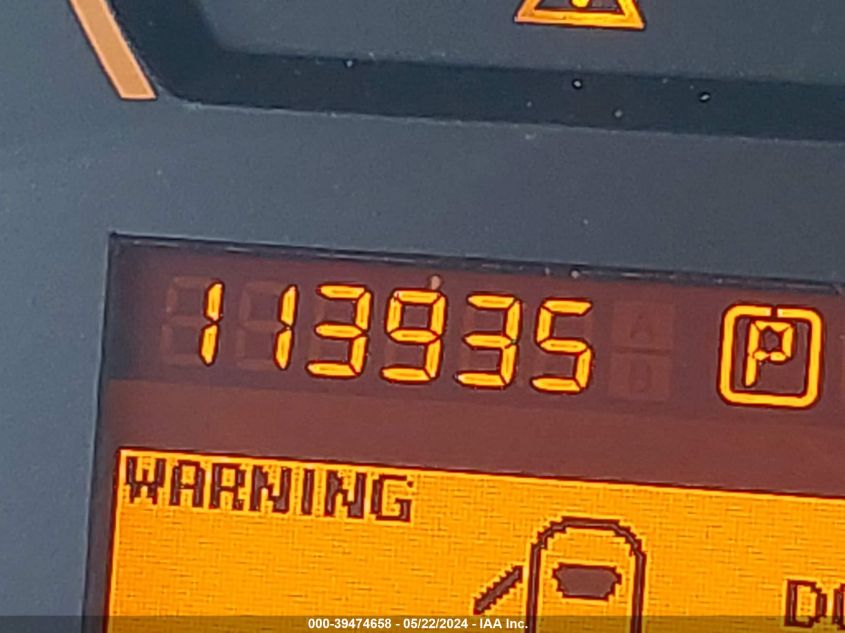 113935 P
WARNING
000-39474658 - 05/22/2024 - IAA Inc.